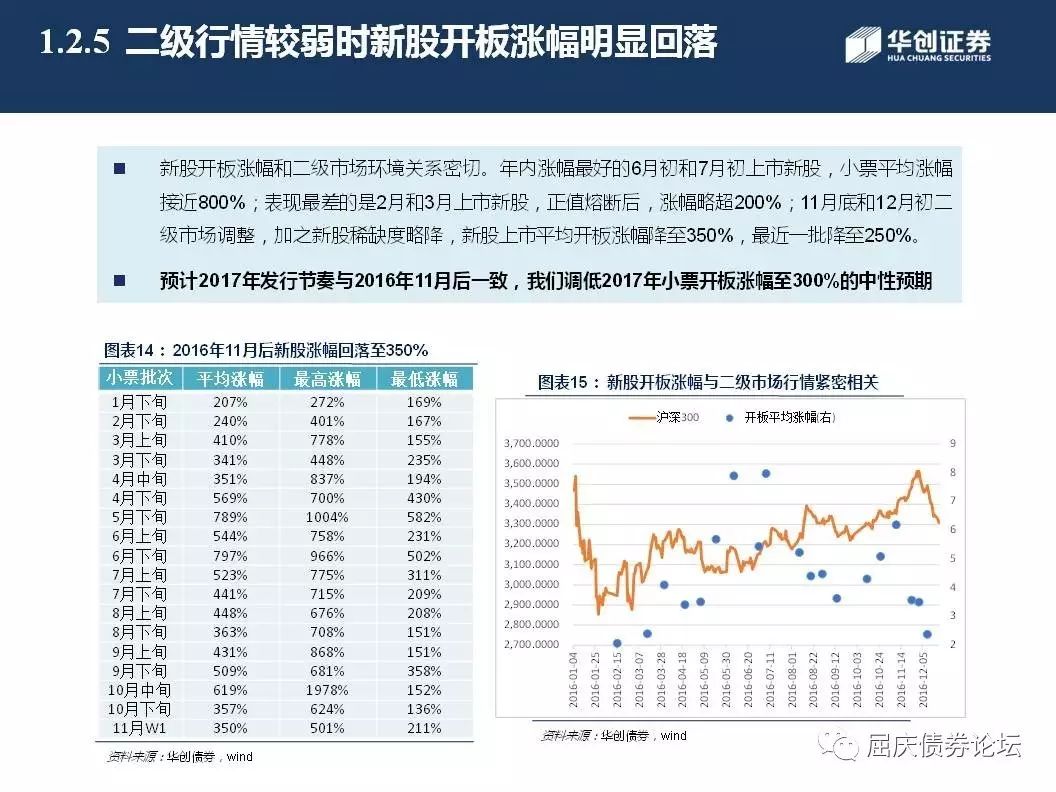 1.2.5 二级行情较弱时新股开板涨幅明显回落
华创证券
HUA CHUANG SECURITIES
新股开板涨幅和二级市场环境关系密切。年内涨幅最好的6月初和7月初上市新股，小票平均涨幅
接近800%；表现最差的是2月和3月上市新股，正值熔断后，涨幅略超200%；11月底和12月初二
级市场调整，加之新股稀缺度略降，新股上市平均开板涨幅降至350%，最近一批降至250%。
预计2017年发行节奏与2016年11月后一致，我们调低2017年小票开板涨幅至300%的中性预期
图表14：2016年11月后新股涨幅回落至350%
小票批次 平均涨幅 最高涨幅 最低涨幅
1月下旬 207% 272% 169%
2月下旬 240% 401% 167%
3月上旬 410% 778% 155%
3月下旬 341% 448% 235%
4月中旬 351% 837% 194%
4月下旬 569% 700% 430%
5月下旬 789% 1004% 582%
6月上旬 544% 758% 231%
6月下旬 797% 966% 502%
7月上旬 523% 775% 311%
7月下旬 441% 715% 209%
8月上旬 448% 676% 208%
8月下旬 363% 708% 151%
9月上旬 431% 868% 151%
9月下旬 509% 681% 358%
10月中旬 619% 1978% 152%
10月下旬 357% 624% 136%
11月W1 350% 501% 211%
资料来源：华创债券，wind
图表15：新股开板涨幅与二级市场行情紧密相关
沪深300 开板平均涨幅(右)
3,700.0000 9
3,600.0000
3,500.0000 8
3,400.0000 7
3,300.0000 6
3,200.0000
3,100.0000 5
3,000.0000 4
2,900.0000
2,800.0000 3
2,700.0000 2
2016-01-04
2016-01-25
2016-02-15
2016-03-07
2016-03-28
2016-04-18
2016-05-09
2016-05-30
2016-06-20
2016-07-11
2016-08-01
2016-08-22
2016-09-12
2016-10-03
2016-10-24
2016-11-14
2016-12-05
资料来源：华创债券，wind
屈庆债券论坛